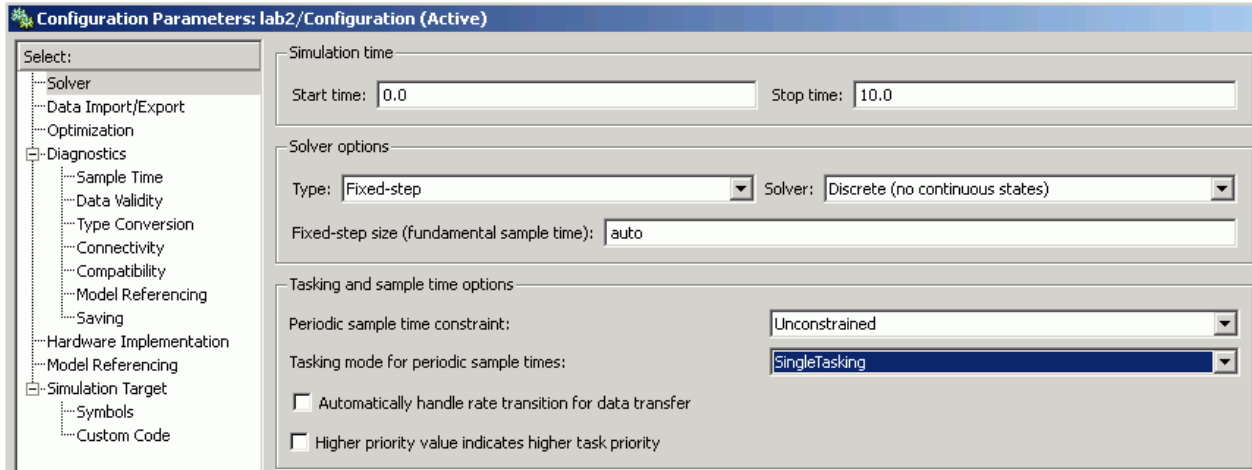 Configuration Parameters: lab2/Configuration (Active)
Select:
Solver
Data Import/Export
Optimization
Diagnostics
Sample Time
Data Validity
Type Conversion
Connectivity
Compatibility
Model Referencing
Saving
Hardware Implementation
Model Referencing
Simulation Target
Symbols
Custom Code
Simulation time
Start time: 0.0 Stop time: 10.0
Solver options
Type: Fixed-step Solver: Discrete (no continuous states)
Fixed-step size (fundamental sample time): auto
Tasking and sample time options
Periodic sample time constraint: Unconstrained
Tasking mode for periodic sample times: SingleTasking
Automatically handle rate transition for data transfer
Higher priority value indicates higher task priority